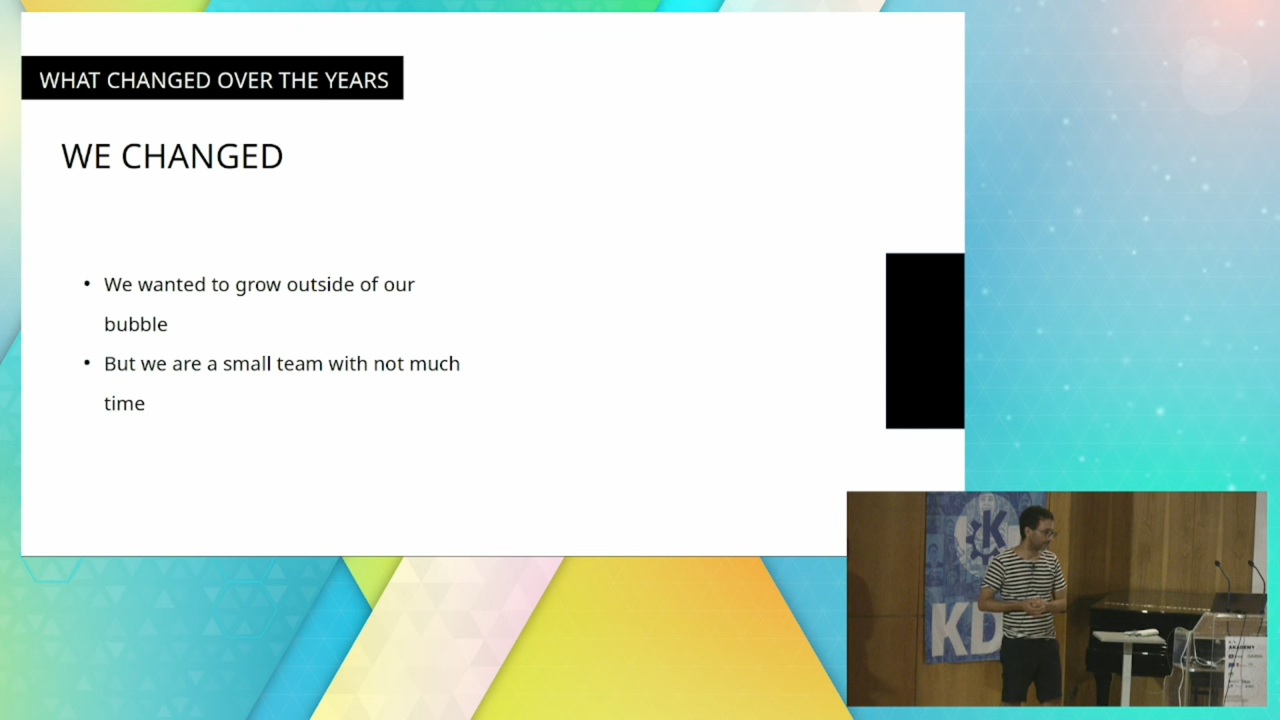 WHAT CHANGED OVER THE YEARS
WE CHANGED
• We wanted to grow outside of our
bubble
• But we are a small team with not much
time
K
KD
AKADEMY